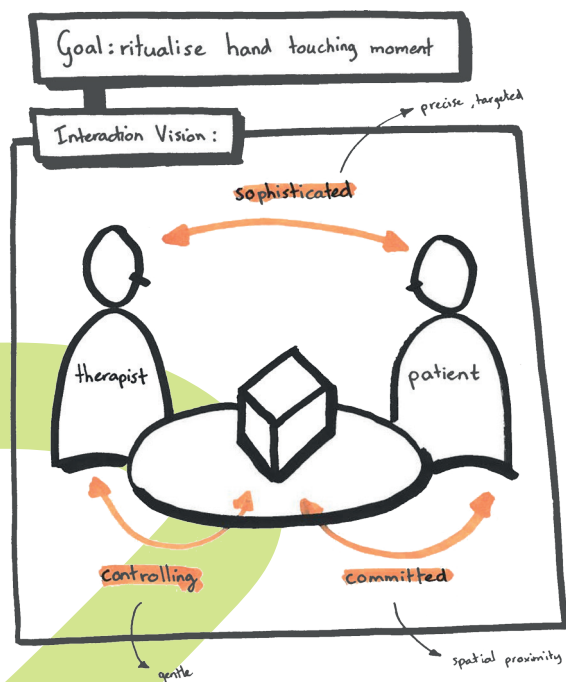 Goal: ritualise hand touching moment
Interaction Vision:
precise, targeted
sophisticated
therapist
patient
controlling
committed
gentle
spatial proximity